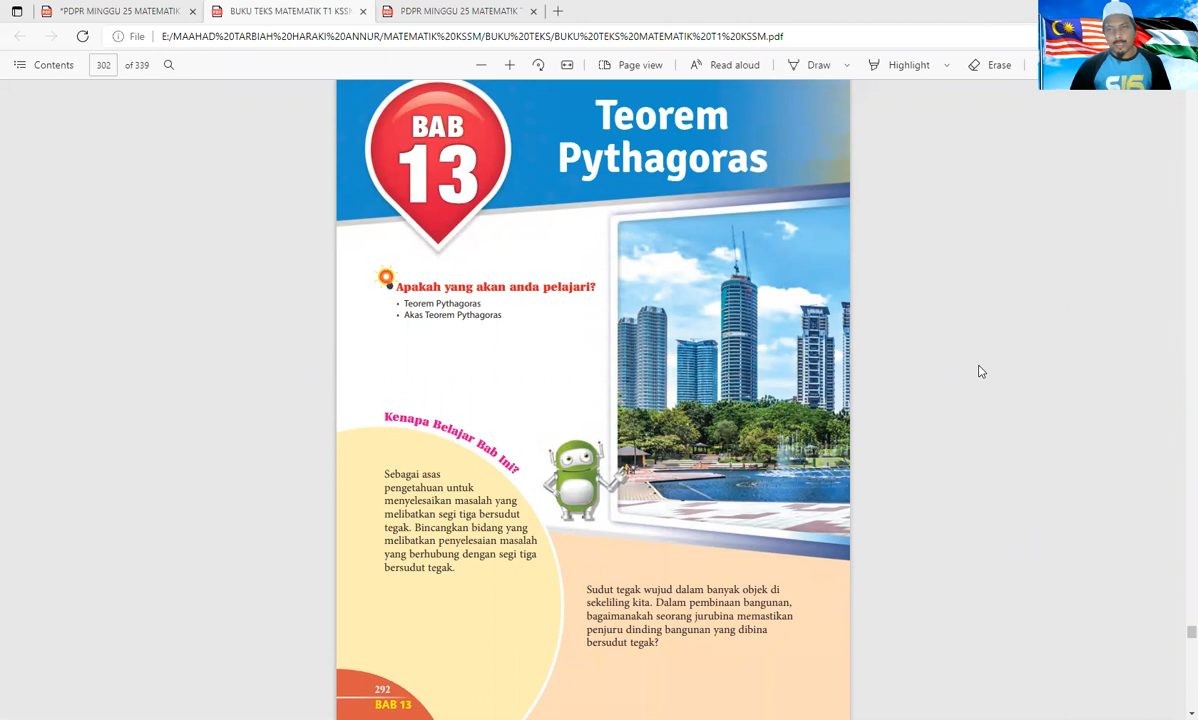 *PDPR MINGGU 25 MATEMATIK
BUKU TEKS MATEMATIK T1 KSSM
PDPR MINGGU 25 MATEMATIK
File
E:/MAAHAD%20TARBIAH%20HARAKI%20ANNUR/MATEMATIK%20KSSM/BUKU%20TEKS/BUKU%20TEKS%20MATEMATIK%20T1%20KSSM.pdf
Contents
302
of 339
Page view
Read aloud
Draw
Highlight
Erase
BAB
13
Teorem
Pythagoras
Apakah yang akan anda pelajari?
• Teorem Pythagoras
• Akas Teorem Pythagoras
Kenapa Belajar Bab Ini?
Sebagai asas
pengetahuan untuk
menyelesaikan masalah yang
melibatkan segi tiga bersudut
tegak. Bincangkan bidang yang
melibatkan penyelesaian masalah
yang berhubung dengan segi tiga
bersudut tegak.
Sudut tegak wujud dalam banyak objek di
sekeliling kita. Dalam pembinaan bangunan,
bagaimanakah seorang jurubina memastikan
penjuru dinding bangunan yang dibina
bersudut tegak?
292
BAB 13